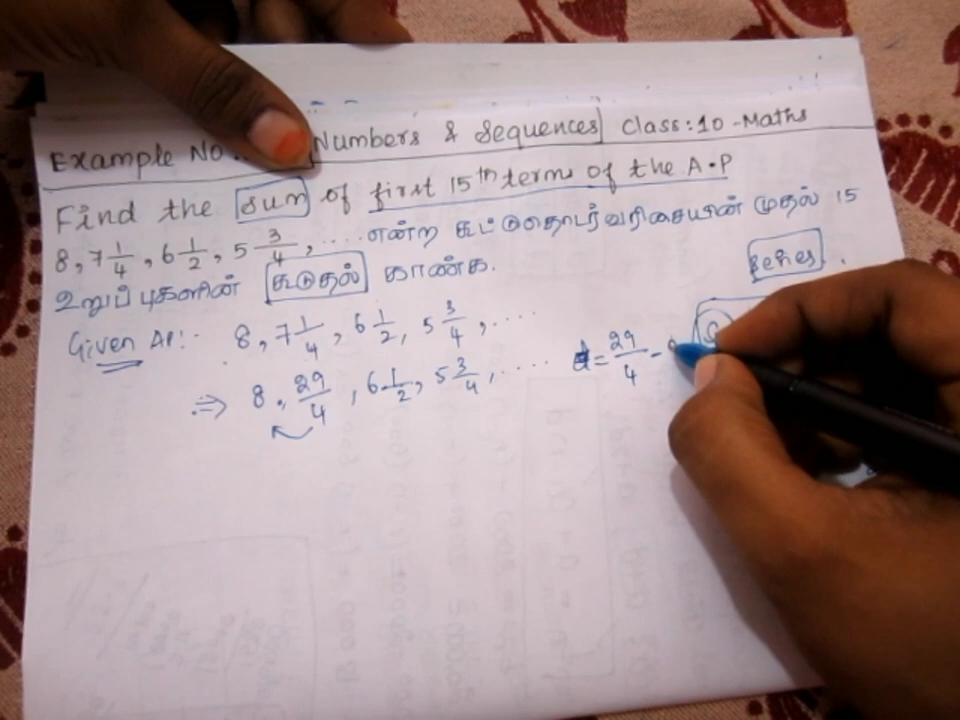 Example No. Numbers & Sequences Class:10 -Maths
Find the sum of first 15th terms of the A.P
8, 7 1/4, 6 1/2, 5 3/4, .... என்ற கூட்டுதொடர்வரிசையின் முதல் 15
உறுப்புகளின் கூடுதல் காண்க.
Series
Given AP:- 8, 7 1/4, 6 1/2, 5 3/4, ....
⇒ 8, 29/4, 6 1/2, 5 3/4, .... d = 29/4 -